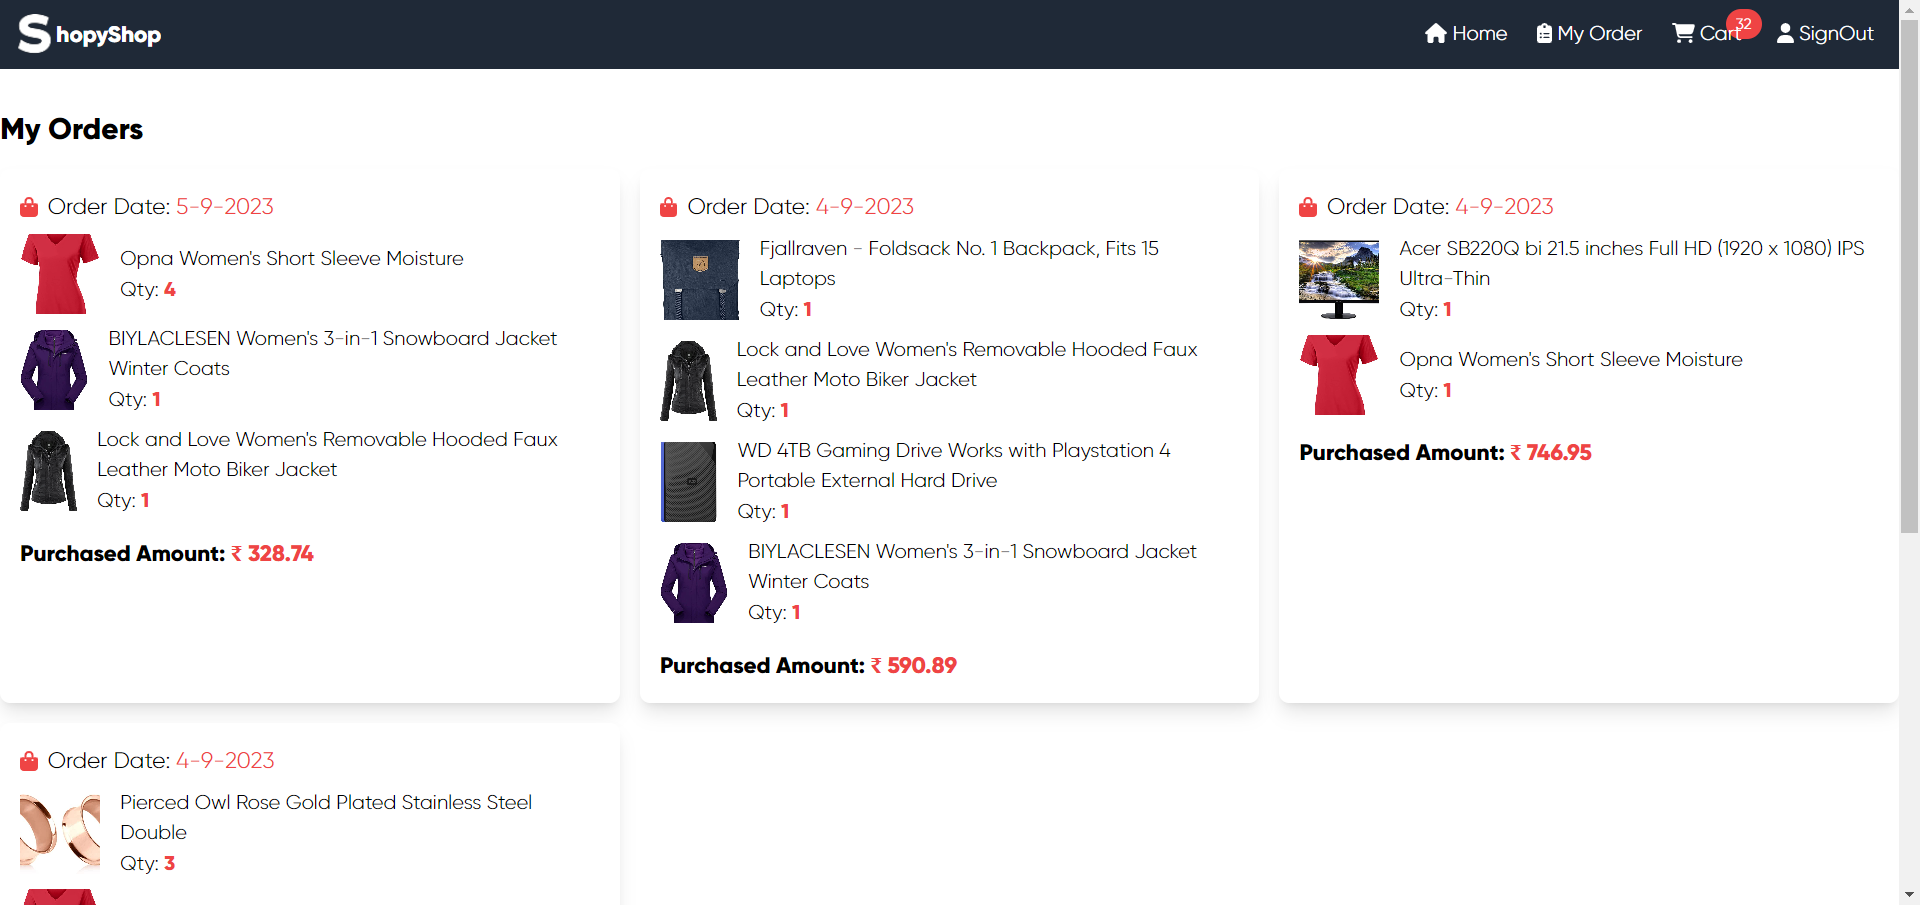 ShopyShop
Home
My Order
Cart
32
SignOut
My Orders
Order Date: 5-9-2023
Opna Women's Short Sleeve Moisture
Qty: 4
BIYLACLESEN Women's 3-in-1 Snowboard Jacket
Winter Coats
Qty: 1
Lock and Love Women's Removable Hooded Faux
Leather Moto Biker Jacket
Qty: 1
Purchased Amount: ₹ 328.74
Order Date: 4-9-2023
Fjallraven - Foldsack No. 1 Backpack, Fits 15
Laptops
Qty: 1
Lock and Love Women's Removable Hooded Faux
Leather Moto Biker Jacket
Qty: 1
WD 4TB Gaming Drive Works with Playstation 4
Portable External Hard Drive
Qty: 1
BIYLACLESEN Women's 3-in-1 Snowboard Jacket
Winter Coats
Qty: 1
Purchased Amount: ₹ 590.89
Order Date: 4-9-2023
Acer SB220Q bi 21.5 inches Full HD (1920 x 1080) IPS
Ultra-Thin
Qty: 1
Opna Women's Short Sleeve Moisture
Qty: 1
Purchased Amount: ₹ 746.95
Order Date: 4-9-2023
Pierced Owl Rose Gold Plated Stainless Steel
Double
Qty: 3